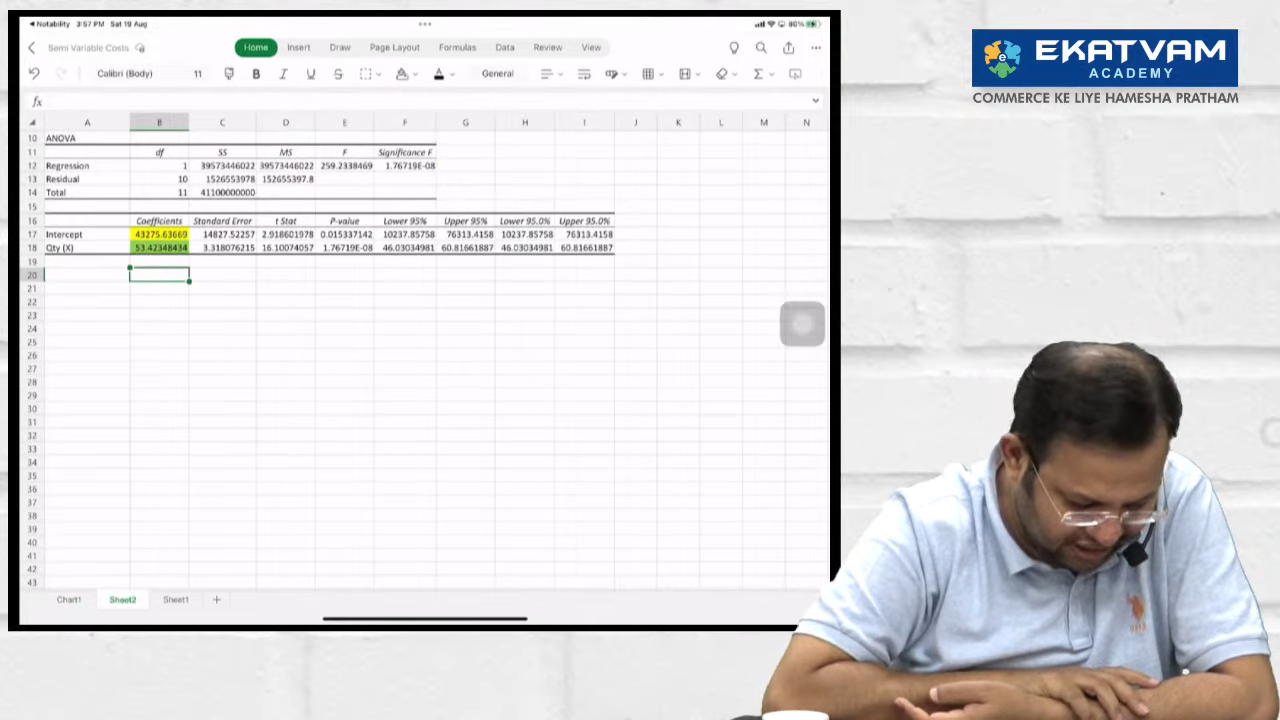 Notability 3:57 PM Sat 19 Aug
80%
Semi Variable Costs
Home Insert Draw Page Layout Formulas Data Review View
Calibri (Body) 11 B I U S A General
fx
A B C D E F G H I J K L M N
10 ANOVA
11 df SS MS F Significance F
12 Regression 1 39573446022 39573446022 259.2338469 1.76719E-08
13 Residual 10 1526553978 152655397.8
14 Total 11 41100000000
15
16 Coefficients Standard Error t Stat P-value Lower 95% Upper 95% Lower 95.0% Upper 95.0%
17 Intercept 43275.63669 14827.52257 2.918601978 0.015337142 10237.85758 76313.4158 10237.85758 76313.4158
18 Qty (X) 53.42348434 3.318076215 16.10074057 1.76719E-08 46.03034981 60.81661887 46.03034981 60.81661887
19
20
21
22
23
24
25
26
27
28
29
30
31
32
33
34
35
36
37
38
39
40
41
42
43
Chart1 Sheet2 Sheet1 +
e EKATVAM
ACADEMY
COMMERCE KE LIYE HAMESHA PRATHAM